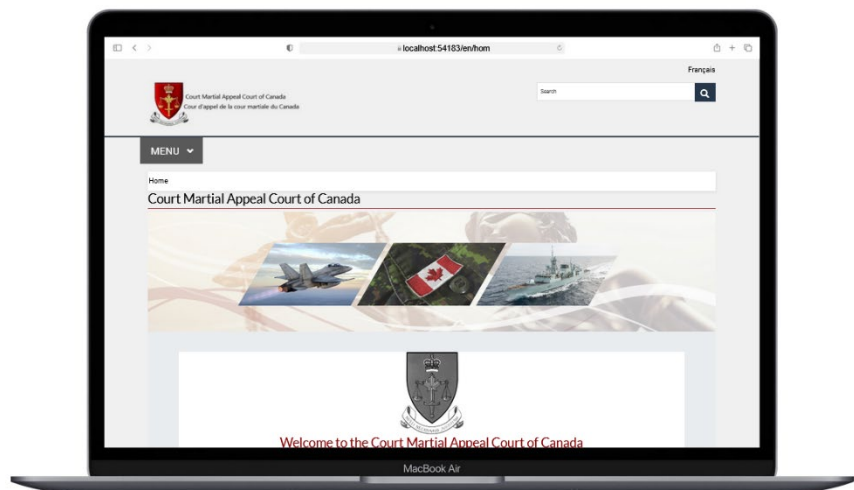 localhost:54183/en/hom
Français
Court Martial Appeal Court of Canada
Cour d'appel de la cour martiale du Canada
Search
MENU
Home
Court Martial Appeal Court of Canada
Welcome to the Court Martial Appeal Court of Canada
MacBook Air